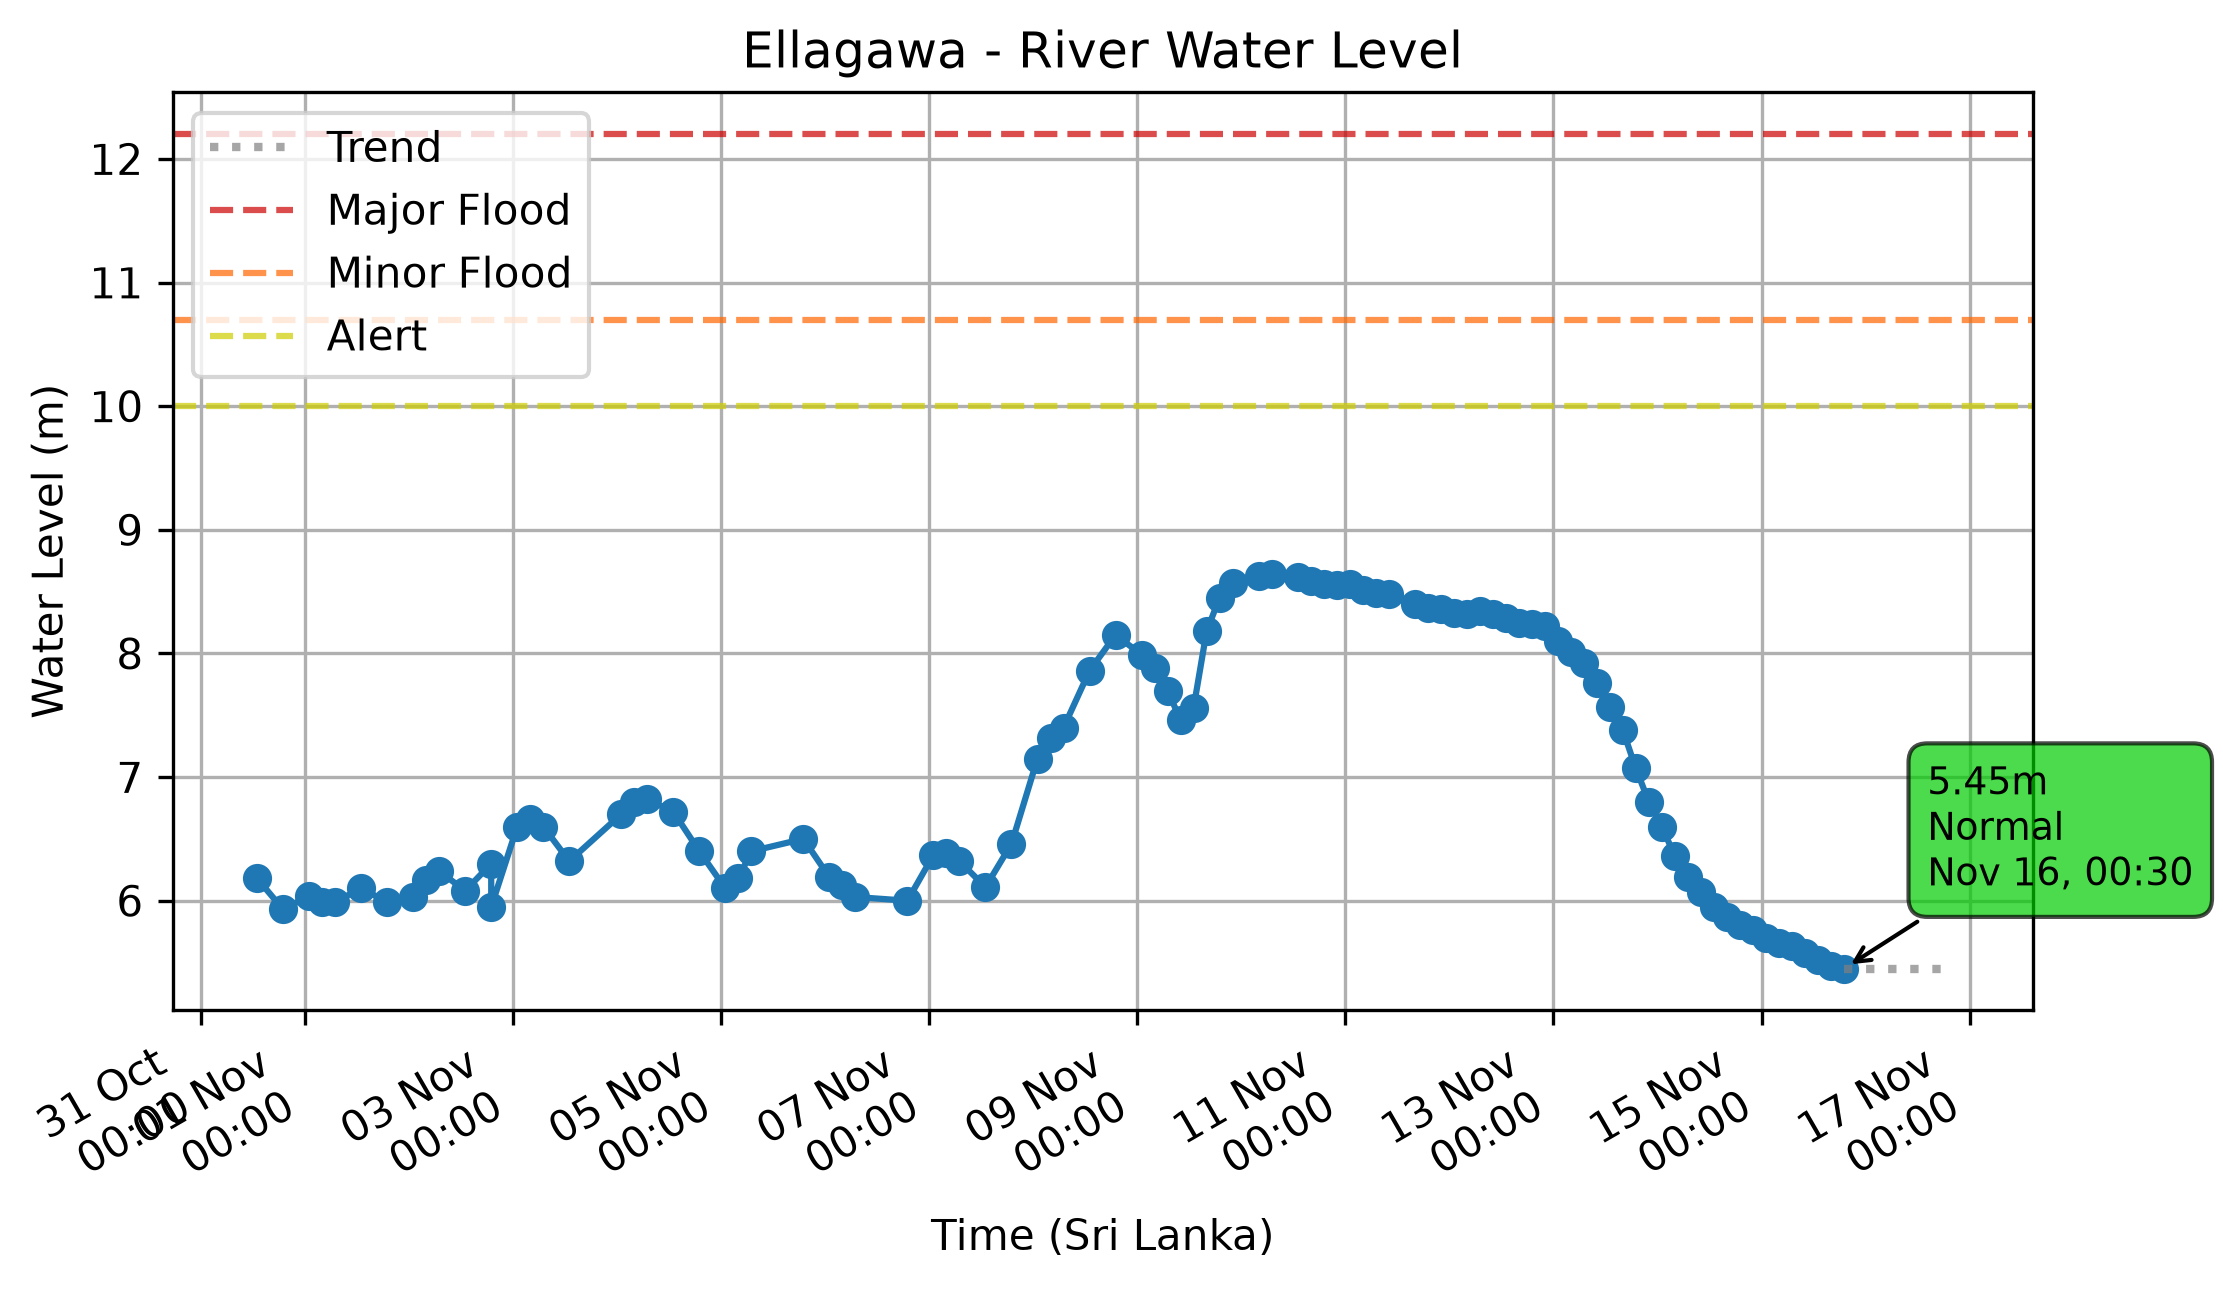 Ellagawa - River Water Level
Trend
Major Flood
Minor Flood
Alert
12
11
10
9
8
7
6
Water Level (m)
5.45m
Normal
Nov 16, 00:30
31 Oct
00:00
01 Nov
00:00
03 Nov
00:00
05 Nov
00:00
07 Nov
00:00
09 Nov
00:00
11 Nov
00:00
13 Nov
00:00
15 Nov
00:00
17 Nov
00:00
Time (Sri Lanka)